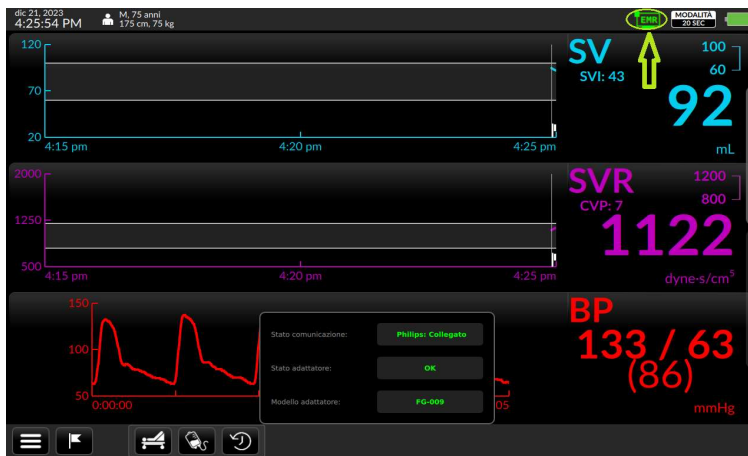 dic 21, 2023
4:25:54 PM
M, 75 anni
175 cm, 75 kg
EMR
MODALITÀ
20 SEC
120
70
20
4:15 pm
4:20 pm
4:25 pm
SV
SVI: 43
100
60
92
mL
2000
1250
500
4:15 pm
4:20 pm
4:25 pm
SVR
CVP: 7
1200
800
1122
dyne·s/cm⁵
150
100
50
0:00:00
05
BP
133 / 63
(86)
mmHg
Stato comunicazione:
Philips: Collegato
Stato adattatore:
OK
Modello adattatore:
FG-009